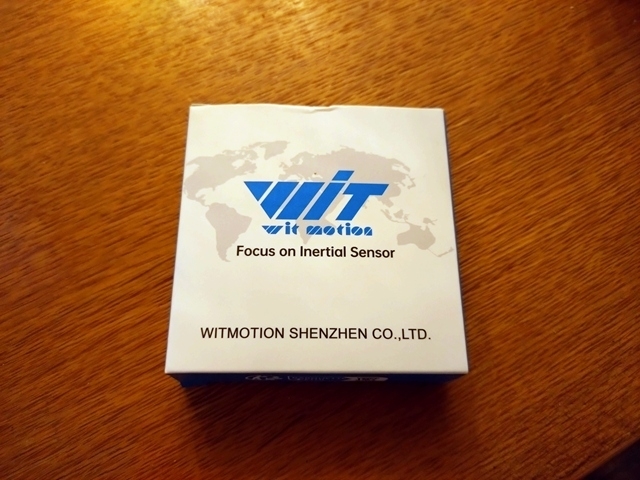 WIT
wit motion
Focus on Inertial Sensor
WITMOTION SHENZHEN CO.,LTD.